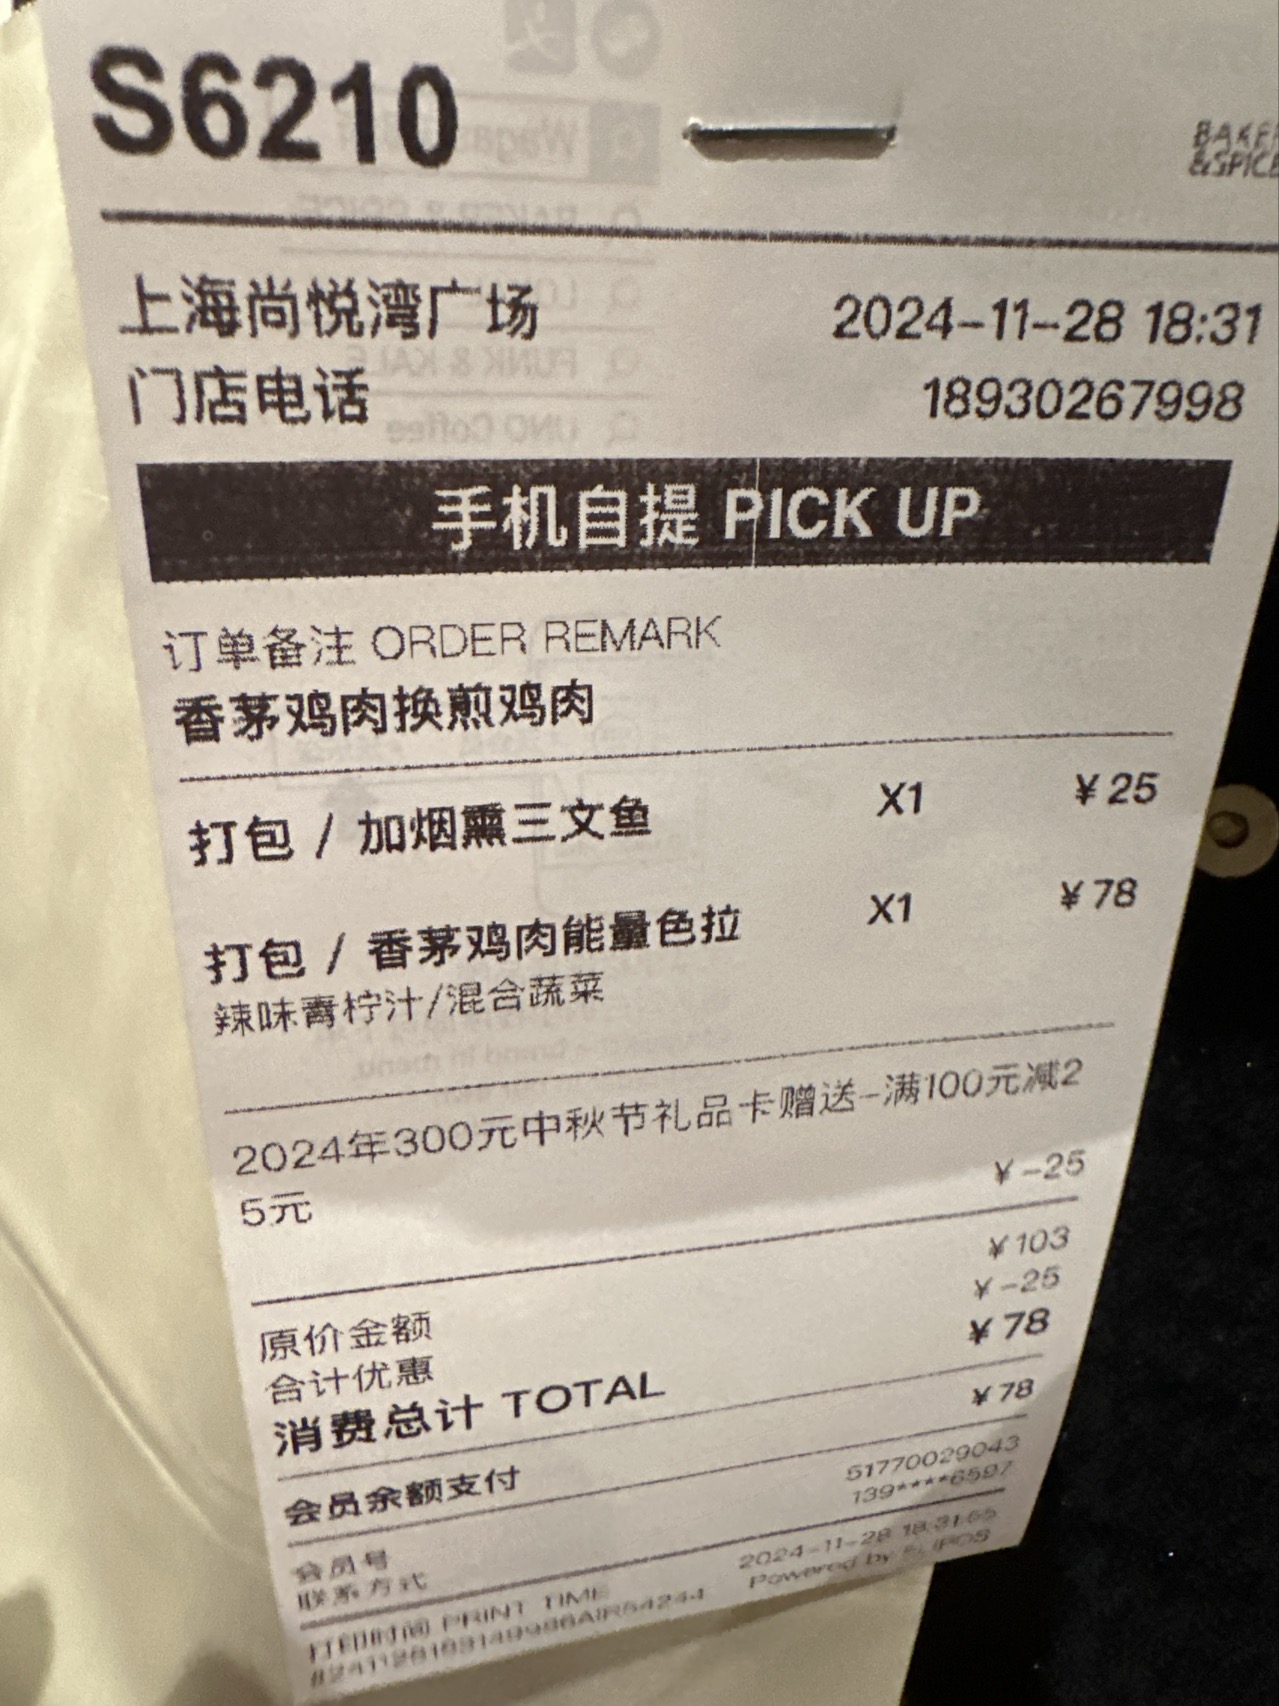 S6210
BAKER
&SPICE
上海尚悦湾广场 2024-11-28 18:31
门店电话 18930267998
手机自提 PICK UP
订单备注 ORDER REMARK
香茅鸡肉换煎鸡肉
打包 / 加烟熏三文鱼 X1 ¥25
打包 / 香茅鸡肉能量色拉 X1 ¥78
辣味青柠汁/混合蔬菜
2024年300元中秋节礼品卡赠送-满100元减2
5元 ¥-25
原价金额 ¥103
合计优惠 ¥-25
消费总计 TOTAL ¥78
会员余额支付 ¥78
会员号 51770029043
联系方式 139****6597
打印时间 PRINT TIME 2024-11-28 18:31:55
Powered by